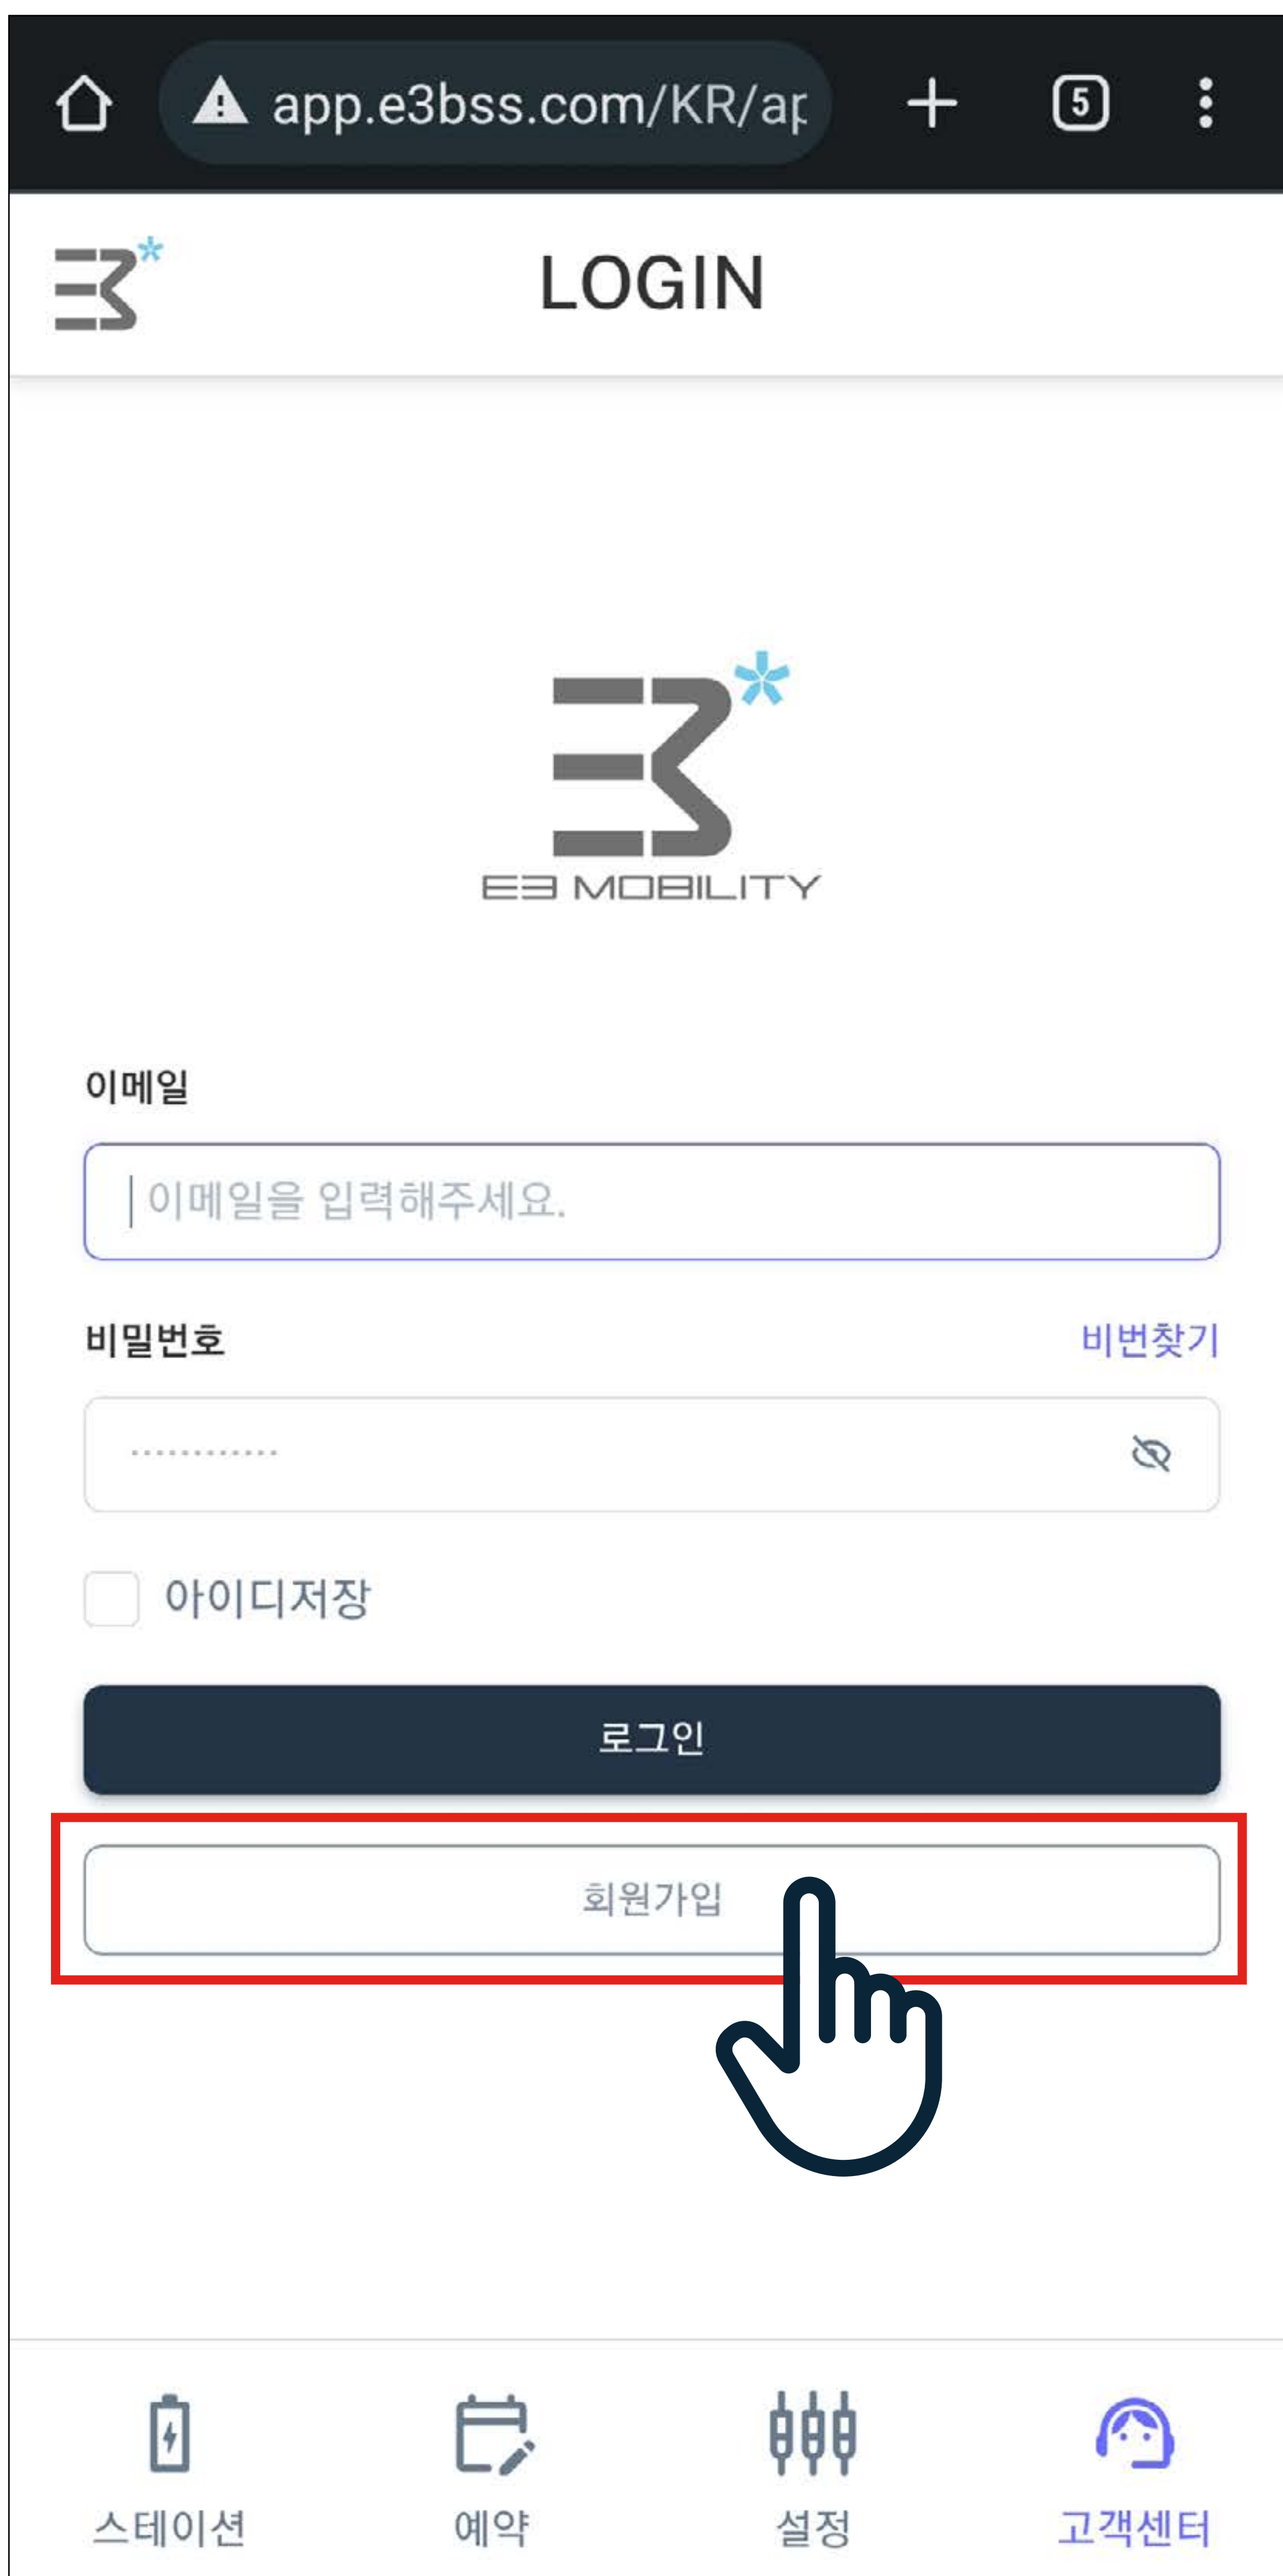 app.e3bss.com/KR/ap
5
LOGIN
E3 MOBILITY
이메일
이메일을 입력해주세요.
비밀번호
비번찾기
아이디저장
로그인
회원가입
스테이션
예약
설정
고객센터